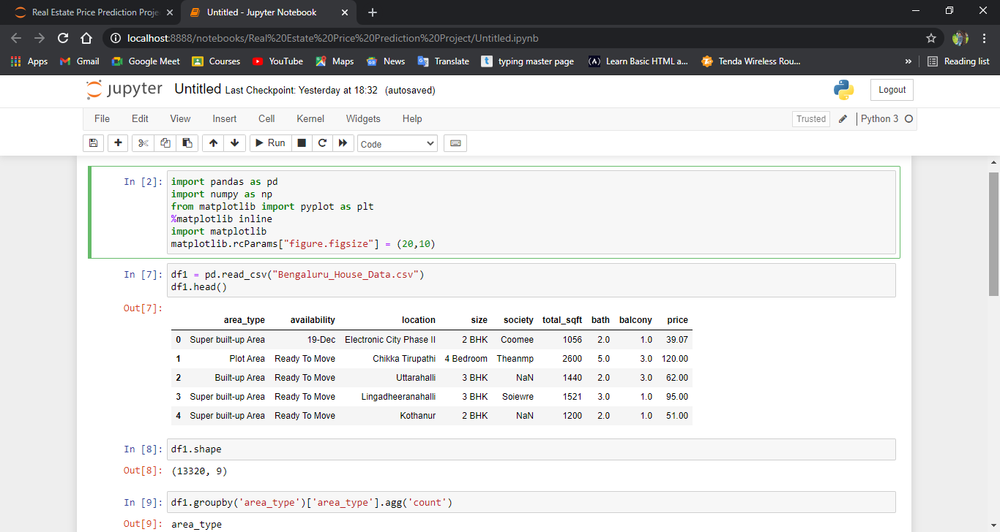 Real Estate Price Prediction Proje
Untitled - Jupyter Notebook
localhost:8888/notebooks/Real%20Estate%20Price%20Prediction%20Project/Untitled.ipynb
Apps Gmail Google Meet Courses YouTube Maps News Translate typing master page Learn Basic HTML a... Tenda Wireless Rou... » Reading list
jupyter Untitled Last Checkpoint: Yesterday at 18:32 (autosaved) Logout
File Edit View Insert Cell Kernel Widgets Help Trusted Python 3
Run Code
In [2]: import pandas as pd
import numpy as np
from matplotlib import pyplot as plt
%matplotlib inline
import matplotlib
matplotlib.rcParams["figure.figsize"] = (20,10)
In [7]: df1 = pd.read_csv("Bengaluru_House_Data.csv")
df1.head()
Out[7]:
area_type availability location size society total_sqft bath balcony price
0 Super built-up Area 19-Dec Electronic City Phase II 2 BHK Coomee 1056 2.0 1.0 39.07
1 Plot Area Ready To Move Chikka Tirupathi 4 Bedroom Theanmp 2600 5.0 3.0 120.00
2 Built-up Area Ready To Move Uttarahalli 3 BHK NaN 1440 2.0 3.0 62.00
3 Super built-up Area Ready To Move Lingadheeranahalli 3 BHK Soiewre 1521 3.0 1.0 95.00
4 Super built-up Area Ready To Move Kothanur 2 BHK NaN 1200 2.0 1.0 51.00
In [8]: df1.shape
Out[8]: (13320, 9)
In [9]: df1.groupby('area_type')['area_type'].agg('count')
Out[9]: area_type